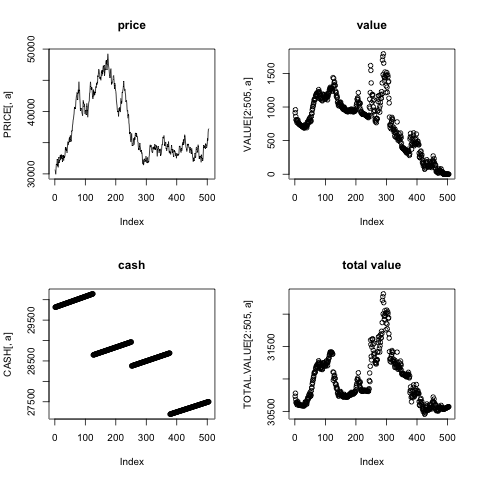 price
PRICE[, a]
30000 40000 50000
0 100 200 300 400 500
Index
value
VALUE[2:505, a]
0 500 1000 1500
0 100 200 300 400 500
Index
cash
CASH[, a]
27500 28500 29500
0 100 200 300 400 500
Index
total value
TOTAL.VALUE[2:505, a]
30500 31500
0 100 200 300 400 500
Index